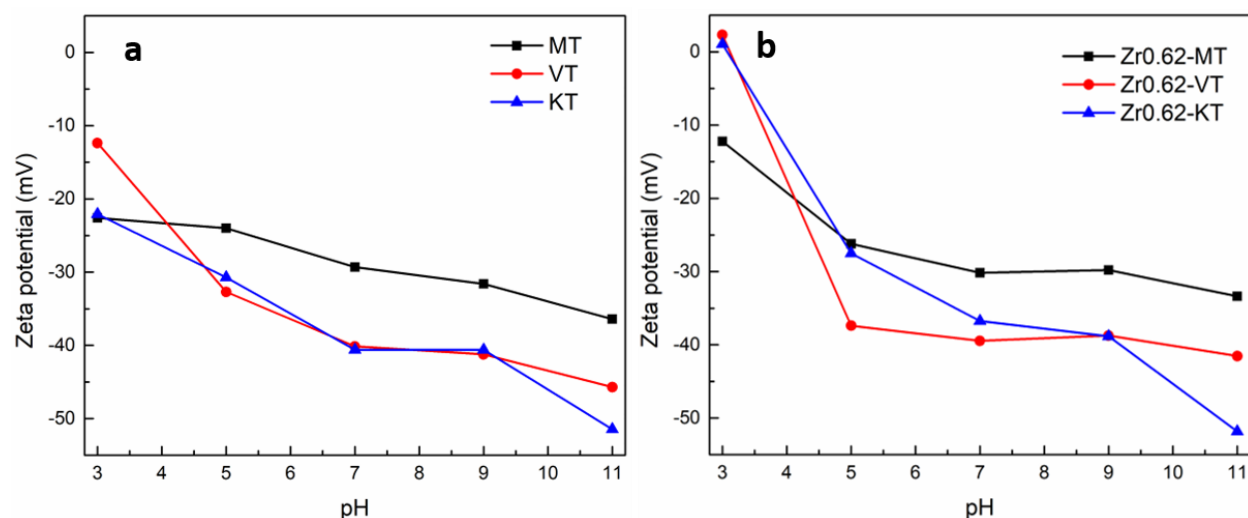 a
MT
VT
KT
0
-10
-20
-30
-40
-50
Zeta potential (mV)
3 4 5 6 7 8 9 10 11
pH
b
Zr0.62-MT
Zr0.62-VT
Zr0.62-KT
0
-10
-20
-30
-40
-50
Zeta potential (mV)
3 4 5 6 7 8 9 10 11
pH